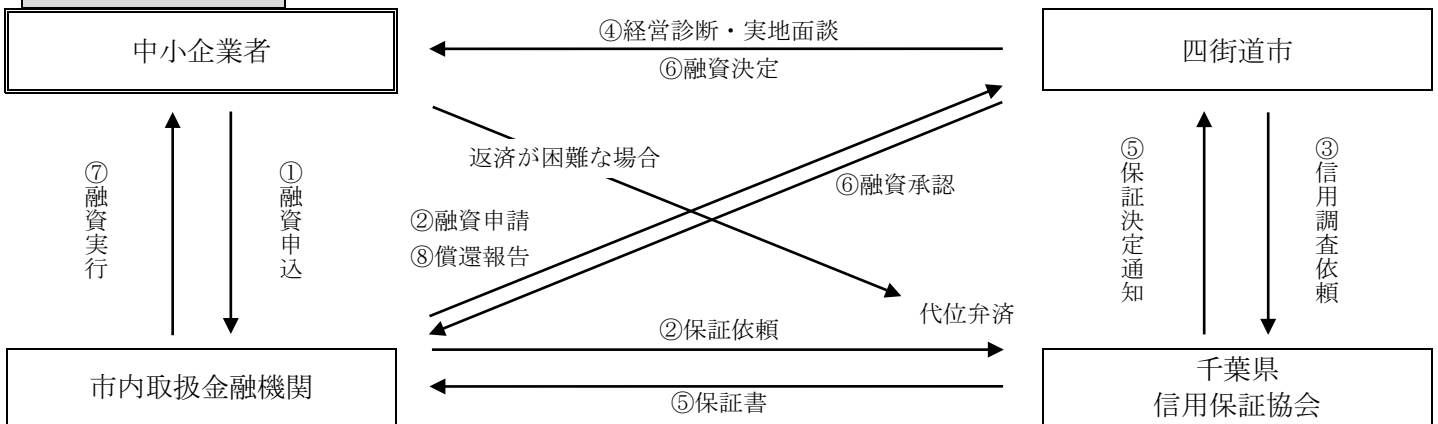 ④経営診断・実地面談
中小企業者
四街道市
⑥融資決定
返済が困難な場合
⑦融資実行
①融資申込
⑥融資承認
⑤保証決定通知
③信用調査依頼
②融資申請
⑧償還報告
代位弁済
②保証依頼
市内取扱金融機関
千葉県
信用保証協会
⑤保証書